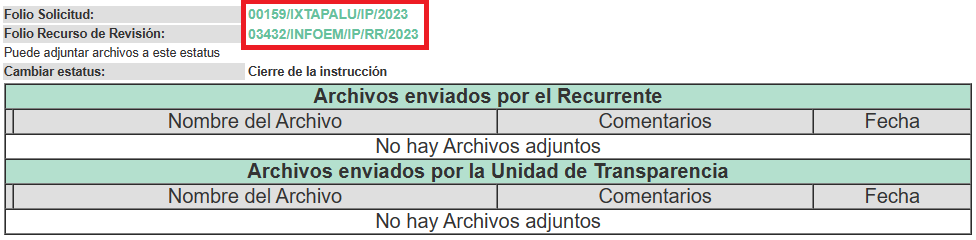 Folio Solicitud: 00159/IXTAPALU/IP/2023
Folio Recurso de Revisión: 03432/INFOEM/IP/RR/2023
Puede adjuntar archivos a este estatus
Cambiar estatus: Cierre de la instrucción
Archivos enviados por el Recurrente
Nombre del Archivo Comentarios Fecha
No hay Archivos adjuntos
Archivos enviados por la Unidad de Transparencia
Nombre del Archivo Comentarios Fecha
No hay Archivos adjuntos